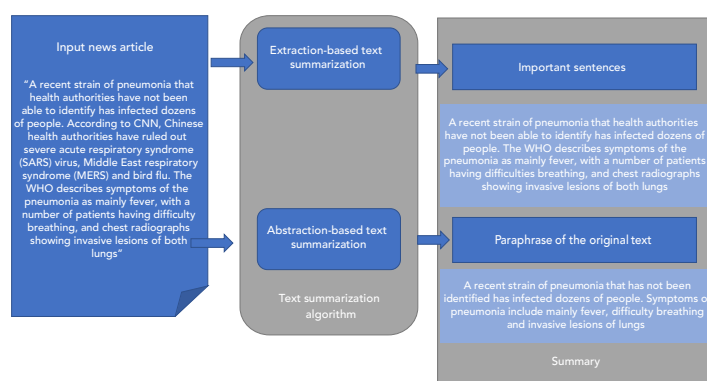 Input news article
“A recent strain of pneumonia that
health authorities have not been
able to identify has infected dozens
of people. According to CNN, Chinese
health authorities have ruled out
severe acute respiratory syndrome
(SARS) virus, Middle East respiratory
syndrome (MERS) and bird flu. The
WHO describes symptoms of the
pneumonia as mainly fever, with a
number of patients having difficulty
breathing, and chest radiographs
showing invasive lesions of both
lungs”
Extraction-based text
summarization
Abstraction-based text
summarization
Text summarization
algorithm
Important sentences
A recent strain of pneumonia that health authorities
have not been able to identify has infected dozens of
people. The WHO describes symptoms of the
pneumonia as mainly fever, with a number of patients
having difficulties breathing, and chest radiographs
showing invasive lesions of both lungs
Paraphrase of the original text
A recent strain of pneumonia that has not been
identified has infected dozens of people. Symptoms o
pneumonia include mainly fever, difficulty breathing
and invasive lesions of lungs
Summary